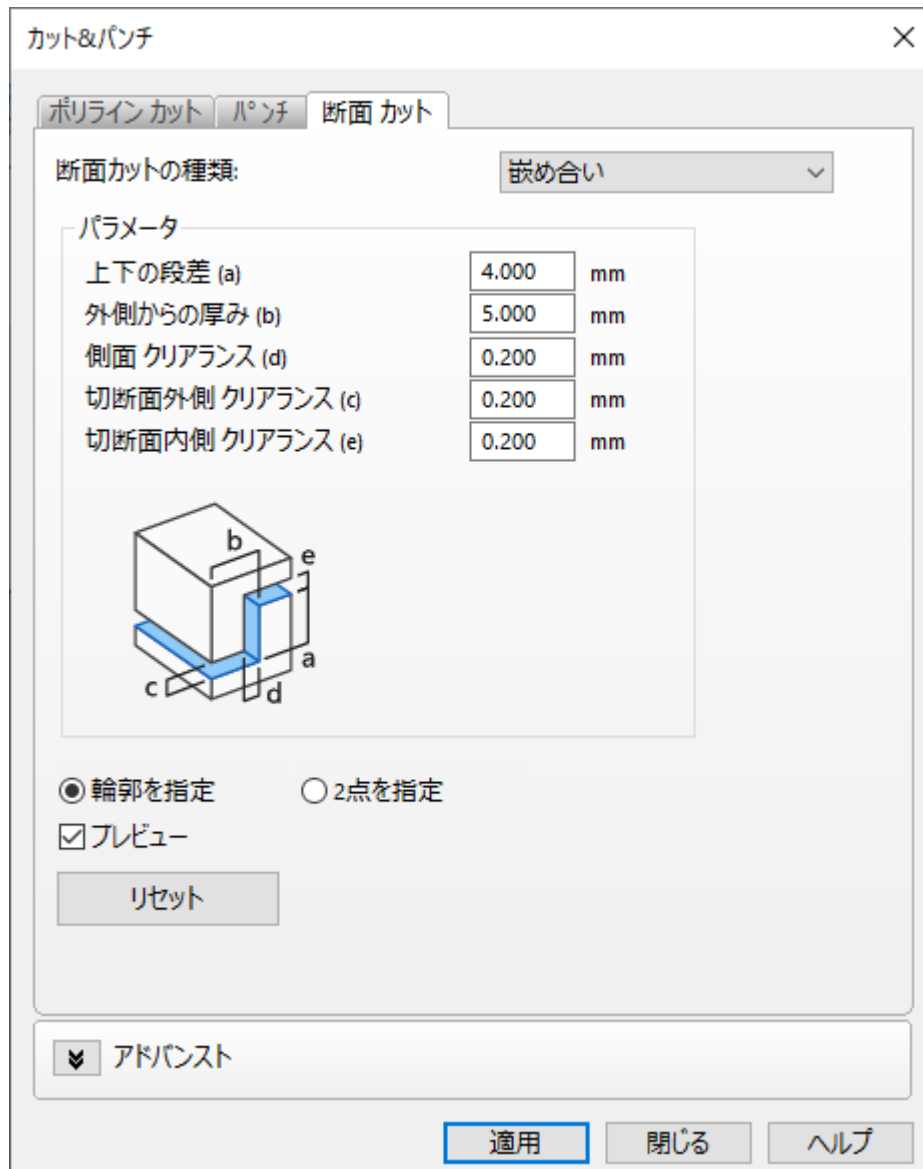 カット&パンチ
ポリライン カット パンチ 断面 カット
断面カットの種類: 嵌め合い
パラメータ
上下の段差 (a) 4.000 mm
外側からの厚み (b) 5.000 mm
側面 クリアランス (d) 0.200 mm
切断面外側 クリアランス (c) 0.200 mm
切断面内側 クリアランス (e) 0.200 mm
b
e
a
c
d
輪郭を指定 2点を指定
プレビュー
リセット
アドバンスト
適用 閉じる ヘルプ